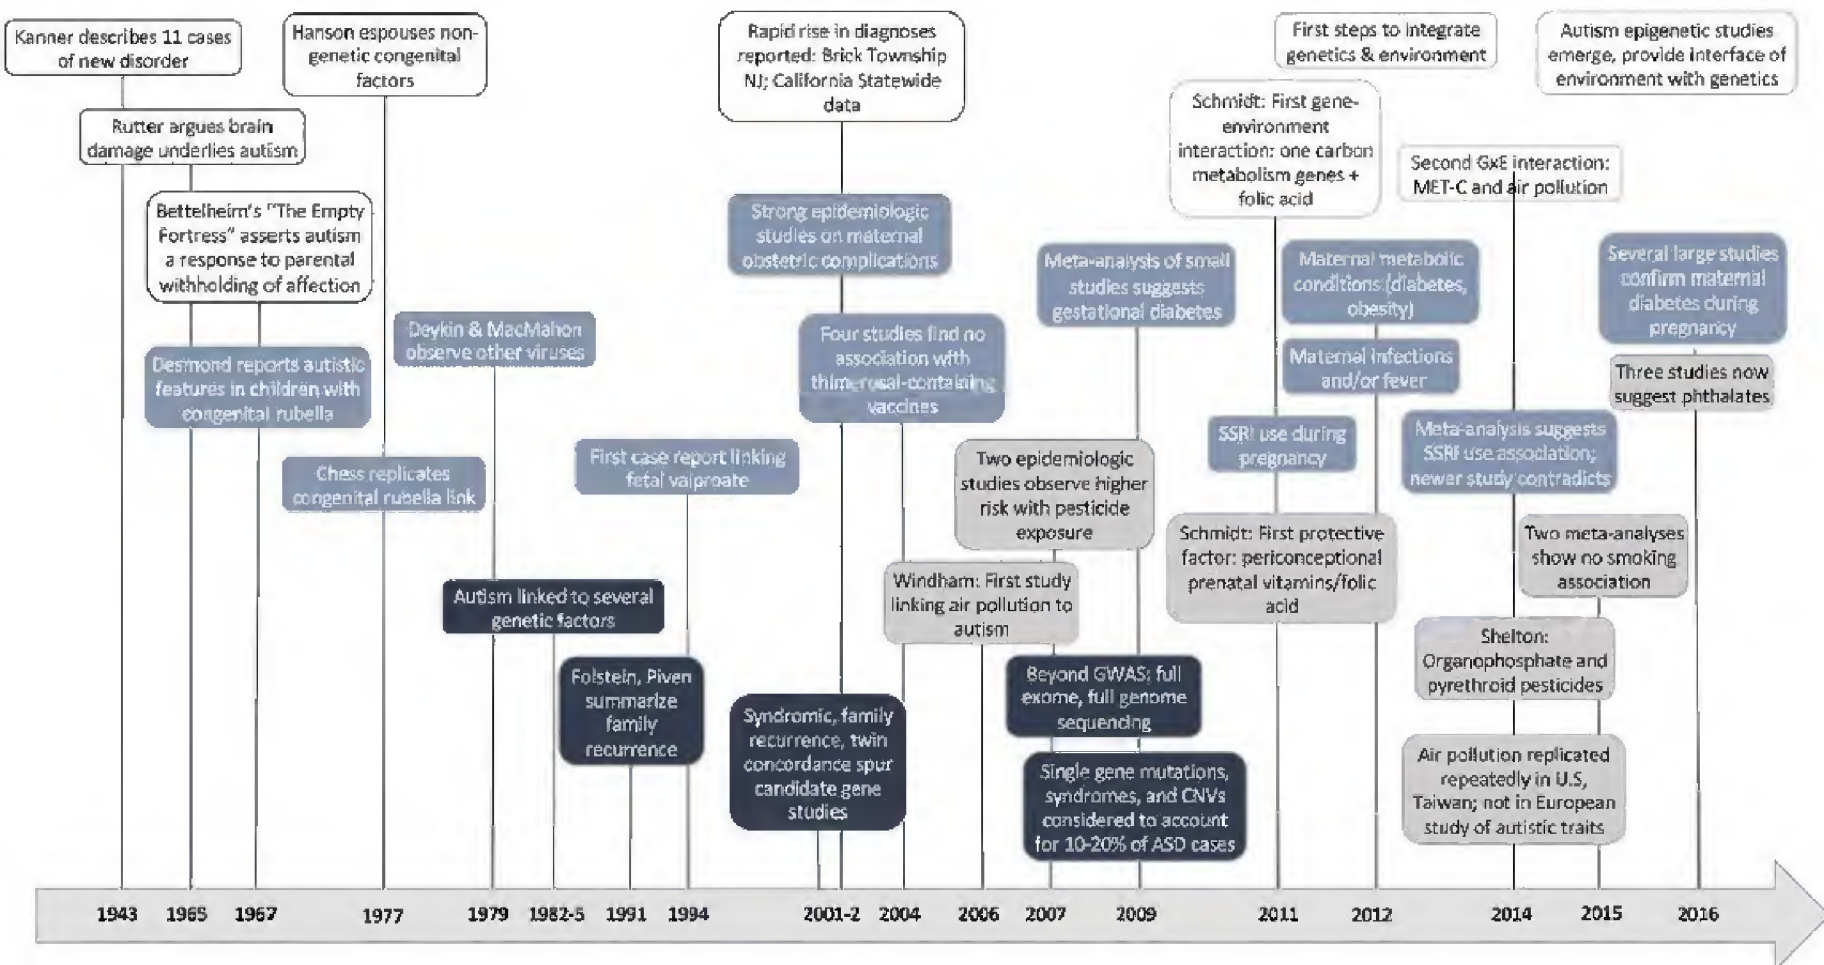 Kanner describes 11 cases
of new disorder
Rutter argues brain
damage underlies autism
Bettelheim's "The Empty
Fortress" asserts autism
a response to parental
withholding of affection
Desmond reports autistic
features in children with
congenital rubella
Hanson espouses non-
genetic congenital
factors
Chess replicates
congenital rubella link
Deykin & MacMahon
observe other viruses
Autism linked to several
genetic factors
Folstein, Piven
summarize
family
recurrence
First case report linking
fetal valproate
Rapid rise in diagnoses
reported: Brick Township
NJ; California Statewide
data
Strong epidemiologic
studies on maternal
obstetric complications
Four studies find no
association with
thimerosal-containing
vaccines
Syndromic, family
recurrence, twin
concordance spur
candidate gene
studies
Windham: First study
linking air pollution to
autism
Two epidemiologic
studies observe higher
risk with pesticide
exposure
Meta-analysis of small
studies suggests
gestational diabetes
Beyond GWAS; full
exome, full genome
sequencing
Single gene mutations,
syndromes, and CNVs
considered to account
for 10-20% of ASD cases
First steps to integrate
genetics & environment
Schmidt: First gene-
environment
interaction: one carbon
metabolism genes +
folic acid
SSRI use during
pregnancy
Schmidt: First protective
factor: periconceptional
prenatal vitamins/folic
acid
Maternal metabolic
conditions (diabetes,
obesity)
Maternal infections
and/or fever
Second GxE interaction:
MET-C and air pollution
Meta-analysis suggests
SSRI use association;
newer study contradicts
Shelton:
Organophosphate and
pyrethroid pesticides
Air pollution replicated
repeatedly in U.S,
Taiwan; not in European
study of autistic traits
Two meta-analyses
show no smoking
association
Autism epigenetic studies
emerge, provide interface of
environment with genetics
Several large studies
confirm maternal
diabetes during
pregnancy
Three studies now
suggest phthalates
1943 1965 1967 1977 1979 1982-5 1991 1994 2001-2 2004 2006 2007 2009 2011 2012 2014 2015 2016